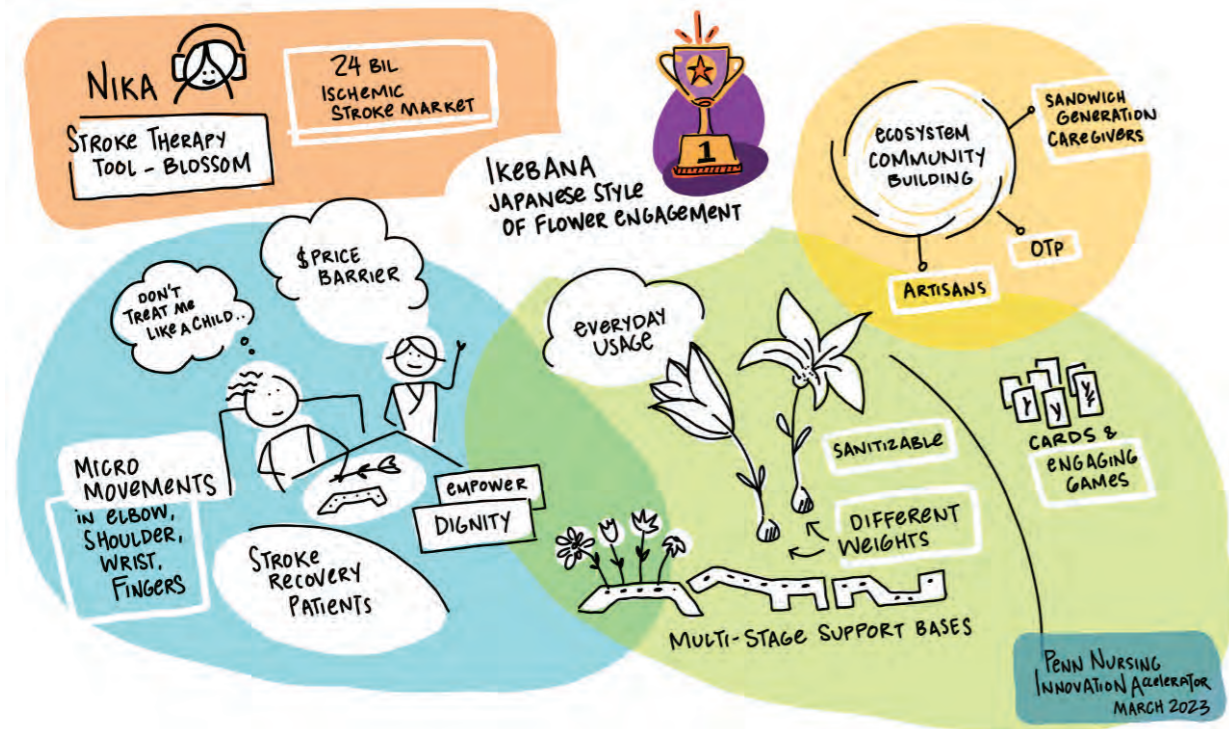 NIKA
STROKE THERAPY
TOOL - BLOSSOM
24 BIL
ISCHEMIC
STROKE MARKET
IKEBANA
JAPANESE STYLE
OF FLOWER ENGAGEMENT
1
ECOSYSTEM
COMMUNITY
BUILDING
SANDWICH
GENERATION
CAREGIVERS
OTP
ARTISANS
DON'T
TREAT ME
LIKE A CHILD..
$PRICE
BARRIER
MICRO
MOVEMENTS
IN ELBOW,
SHOULDER,
WRIST,
FINGERS
EMPOWER
DIGNITY
STROKE
RECOVERY
PATIENTS
EVERYDAY
USAGE
SANITIZABLE
DIFFERENT
WEIGHTS
MULTI-STAGE SUPPORT BASES
CARDS &
ENGAGING
GAMES
PENN NURSING
INNOVATION ACCELERATOR
MARCH 2023